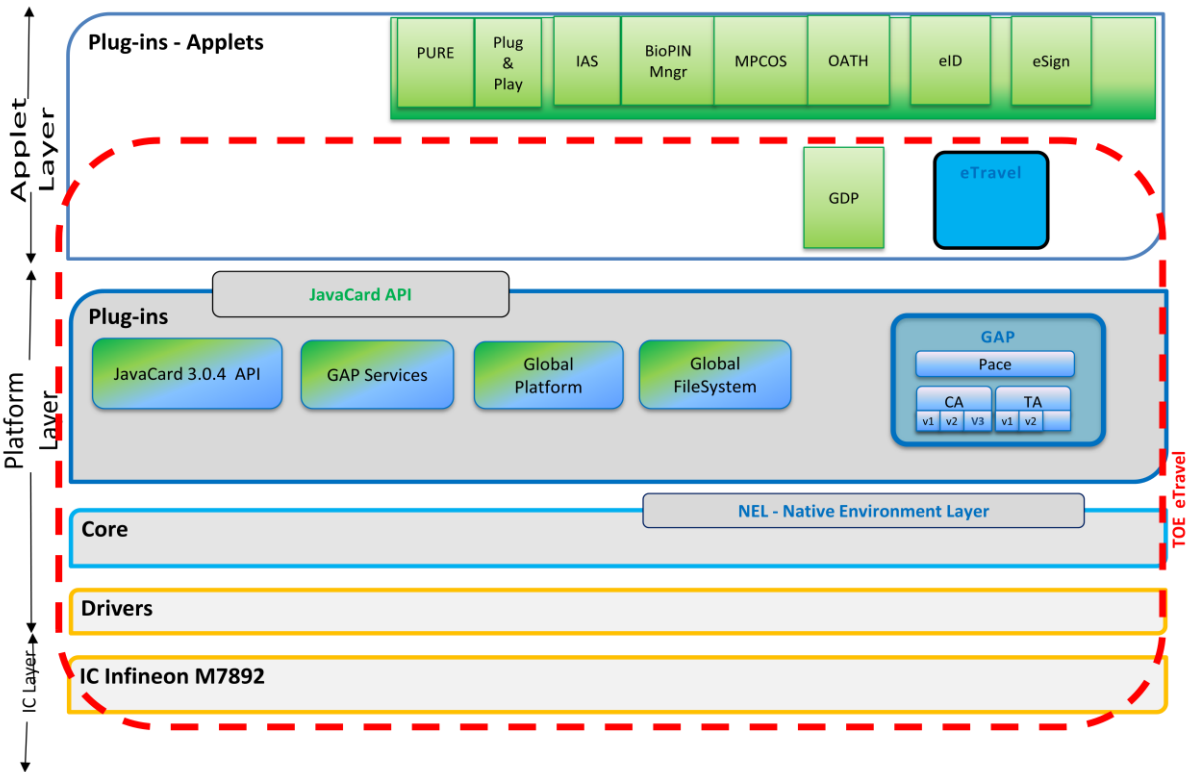 Plug-ins - Applets
PURE
Plug
&
Play
IAS
BioPIN
Mngr
MPCOS
OATH
eID
eSign
Applet
Layer
GDP
eTravel
JavaCard API
Plug-ins
JavaCard 3.0.4 API
GAP Services
Global
Platform
Global
FileSystem
GAP
Pace
CA
TA
v1
v2
V3
v1
v2
Platform
Layer
NEL - Native Environment Layer
Core
TOE eTravel
Drivers
IC Layer
IC Infineon M7892